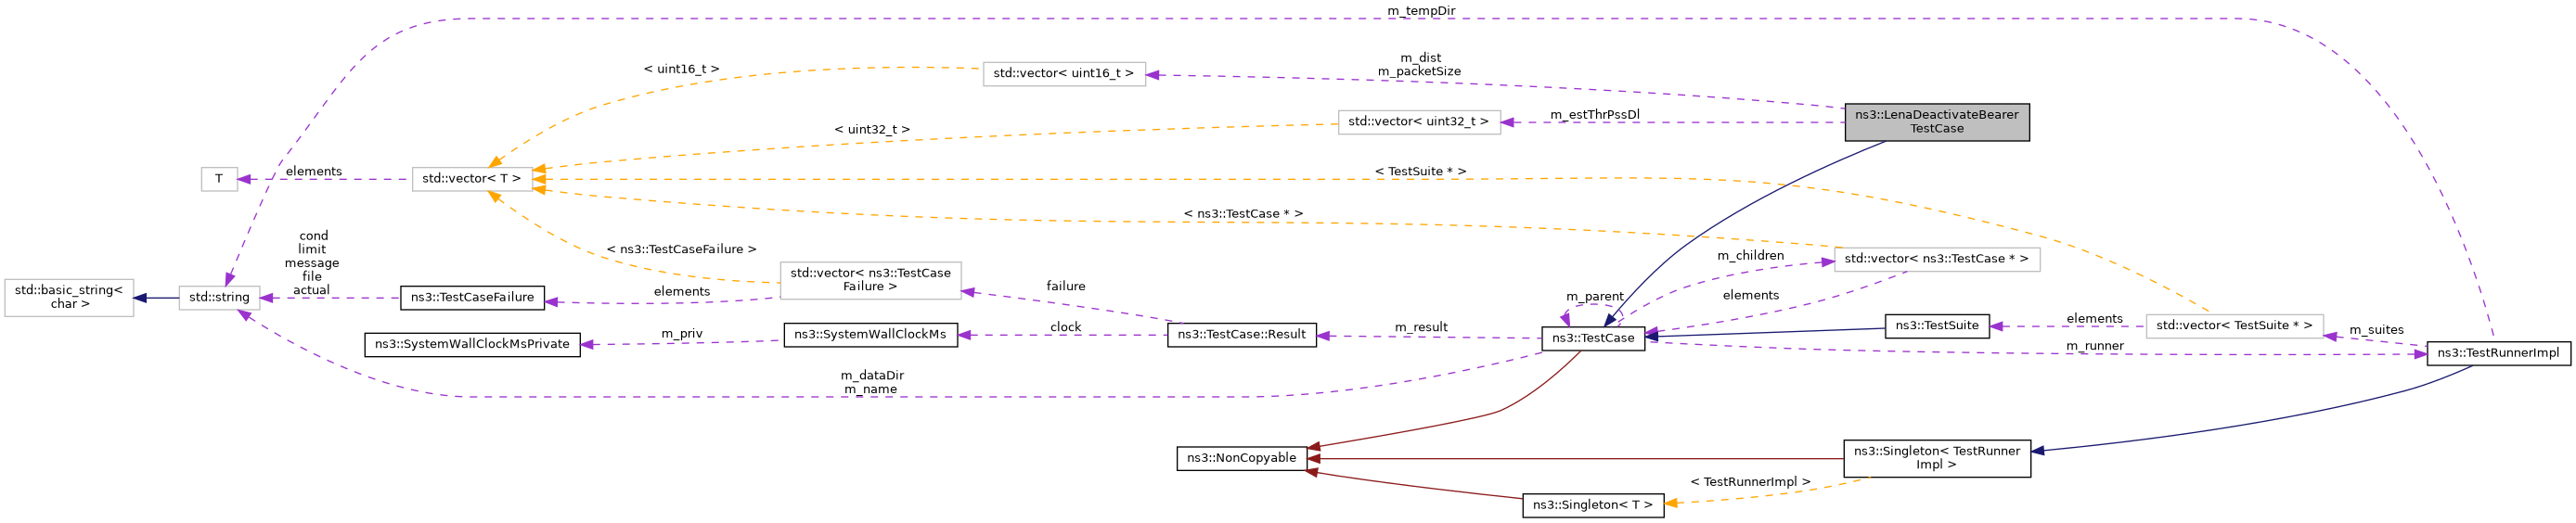 m_tempDir
m_dist
m_packetSize
< uint16_t >
std::vector< uint16_t >
ns3::LenaDeactivateBearer
TestCase
m_estThrPssDl
std::vector< uint32_t >
< uint32_t >
T
elements
std::vector< T >
< TestSuite * >
< ns3::TestCase * >
< ns3::TestCaseFailure >
cond
limit
message
file
actual
std::basic_string<
char >
std::string
ns3::TestCaseFailure
elements
std::vector< ns3::TestCase
Failure >
failure
m_children
std::vector< ns3::TestCase * >
elements
m_parent
ns3::SystemWallClockMsPrivate
m_priv
ns3::SystemWallClockMs
clock
ns3::TestCase::Result
m_result
ns3::TestCase
ns3::TestSuite
elements
std::vector< TestSuite * >
m_suites
m_runner
ns3::TestRunnerImpl
m_dataDir
m_name
ns3::NonCopyable
ns3::Singleton< TestRunner
Impl >
< TestRunnerImpl >
ns3::Singleton< T >